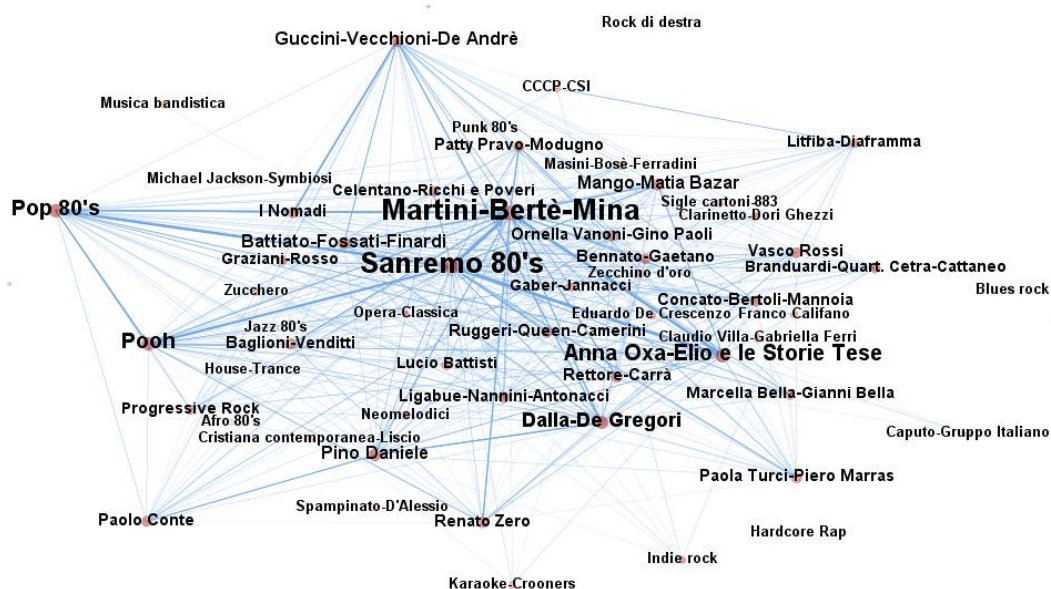 Rock di destra
Guccini-Vecchioni-De Andrè
CCCP-CSI
Musica bandistica
Punk 80's
Patty Pravo-Modugno
Litfiba-Diaframma
Masini-Bosè-Ferradini
Michael Jackson-Symbiosi
Mango-Matia Bazar
Celentano-Ricchi e Poveri
Sigle cartoni-883
Pop 80's
I Nomadi
Martini-Bertè-Mina
Clarinetto-Dori Ghezzi
Ornella Vanoni-Gino Paoli
Battiato-Fossati-Finardi
Vasco Rossi
Graziani-Rosso
Sanremo 80's
Bennato-Gaetano
Branduardi-Quart. Cetra-Cattaneo
Zecchino d'oro
Gaber-Jannacci
Zucchero
Blues rock
Concato-Bertoli-Mannoia
Opera-Classica
Eduardo De Crescenzo
Franco Califano
Jazz 80's
Ruggeri-Queen-Camerini
Claudio Villa-Gabriella Ferri
Pooh
Baglioni-Venditti
Anna Oxa-Elio e le Storie Tese
Lucio Battisti
House-Trance
Rettore-Carrà
Marcella Bella-Gianni Bella
Ligabue-Nannini-Antonacci
Progressive Rock
Neomelodici
Afro 80's
Dalla-De Gregori
Caputo-Gruppo Italiano
Cristiana contemporanea-Liscio
Pino Daniele
Paola Turci-Piero Marras
Spampinato-D'Alessio
Paolo Conte
Renato Zero
Hardcore Rap
Indie rock
Karaoke-Crooners